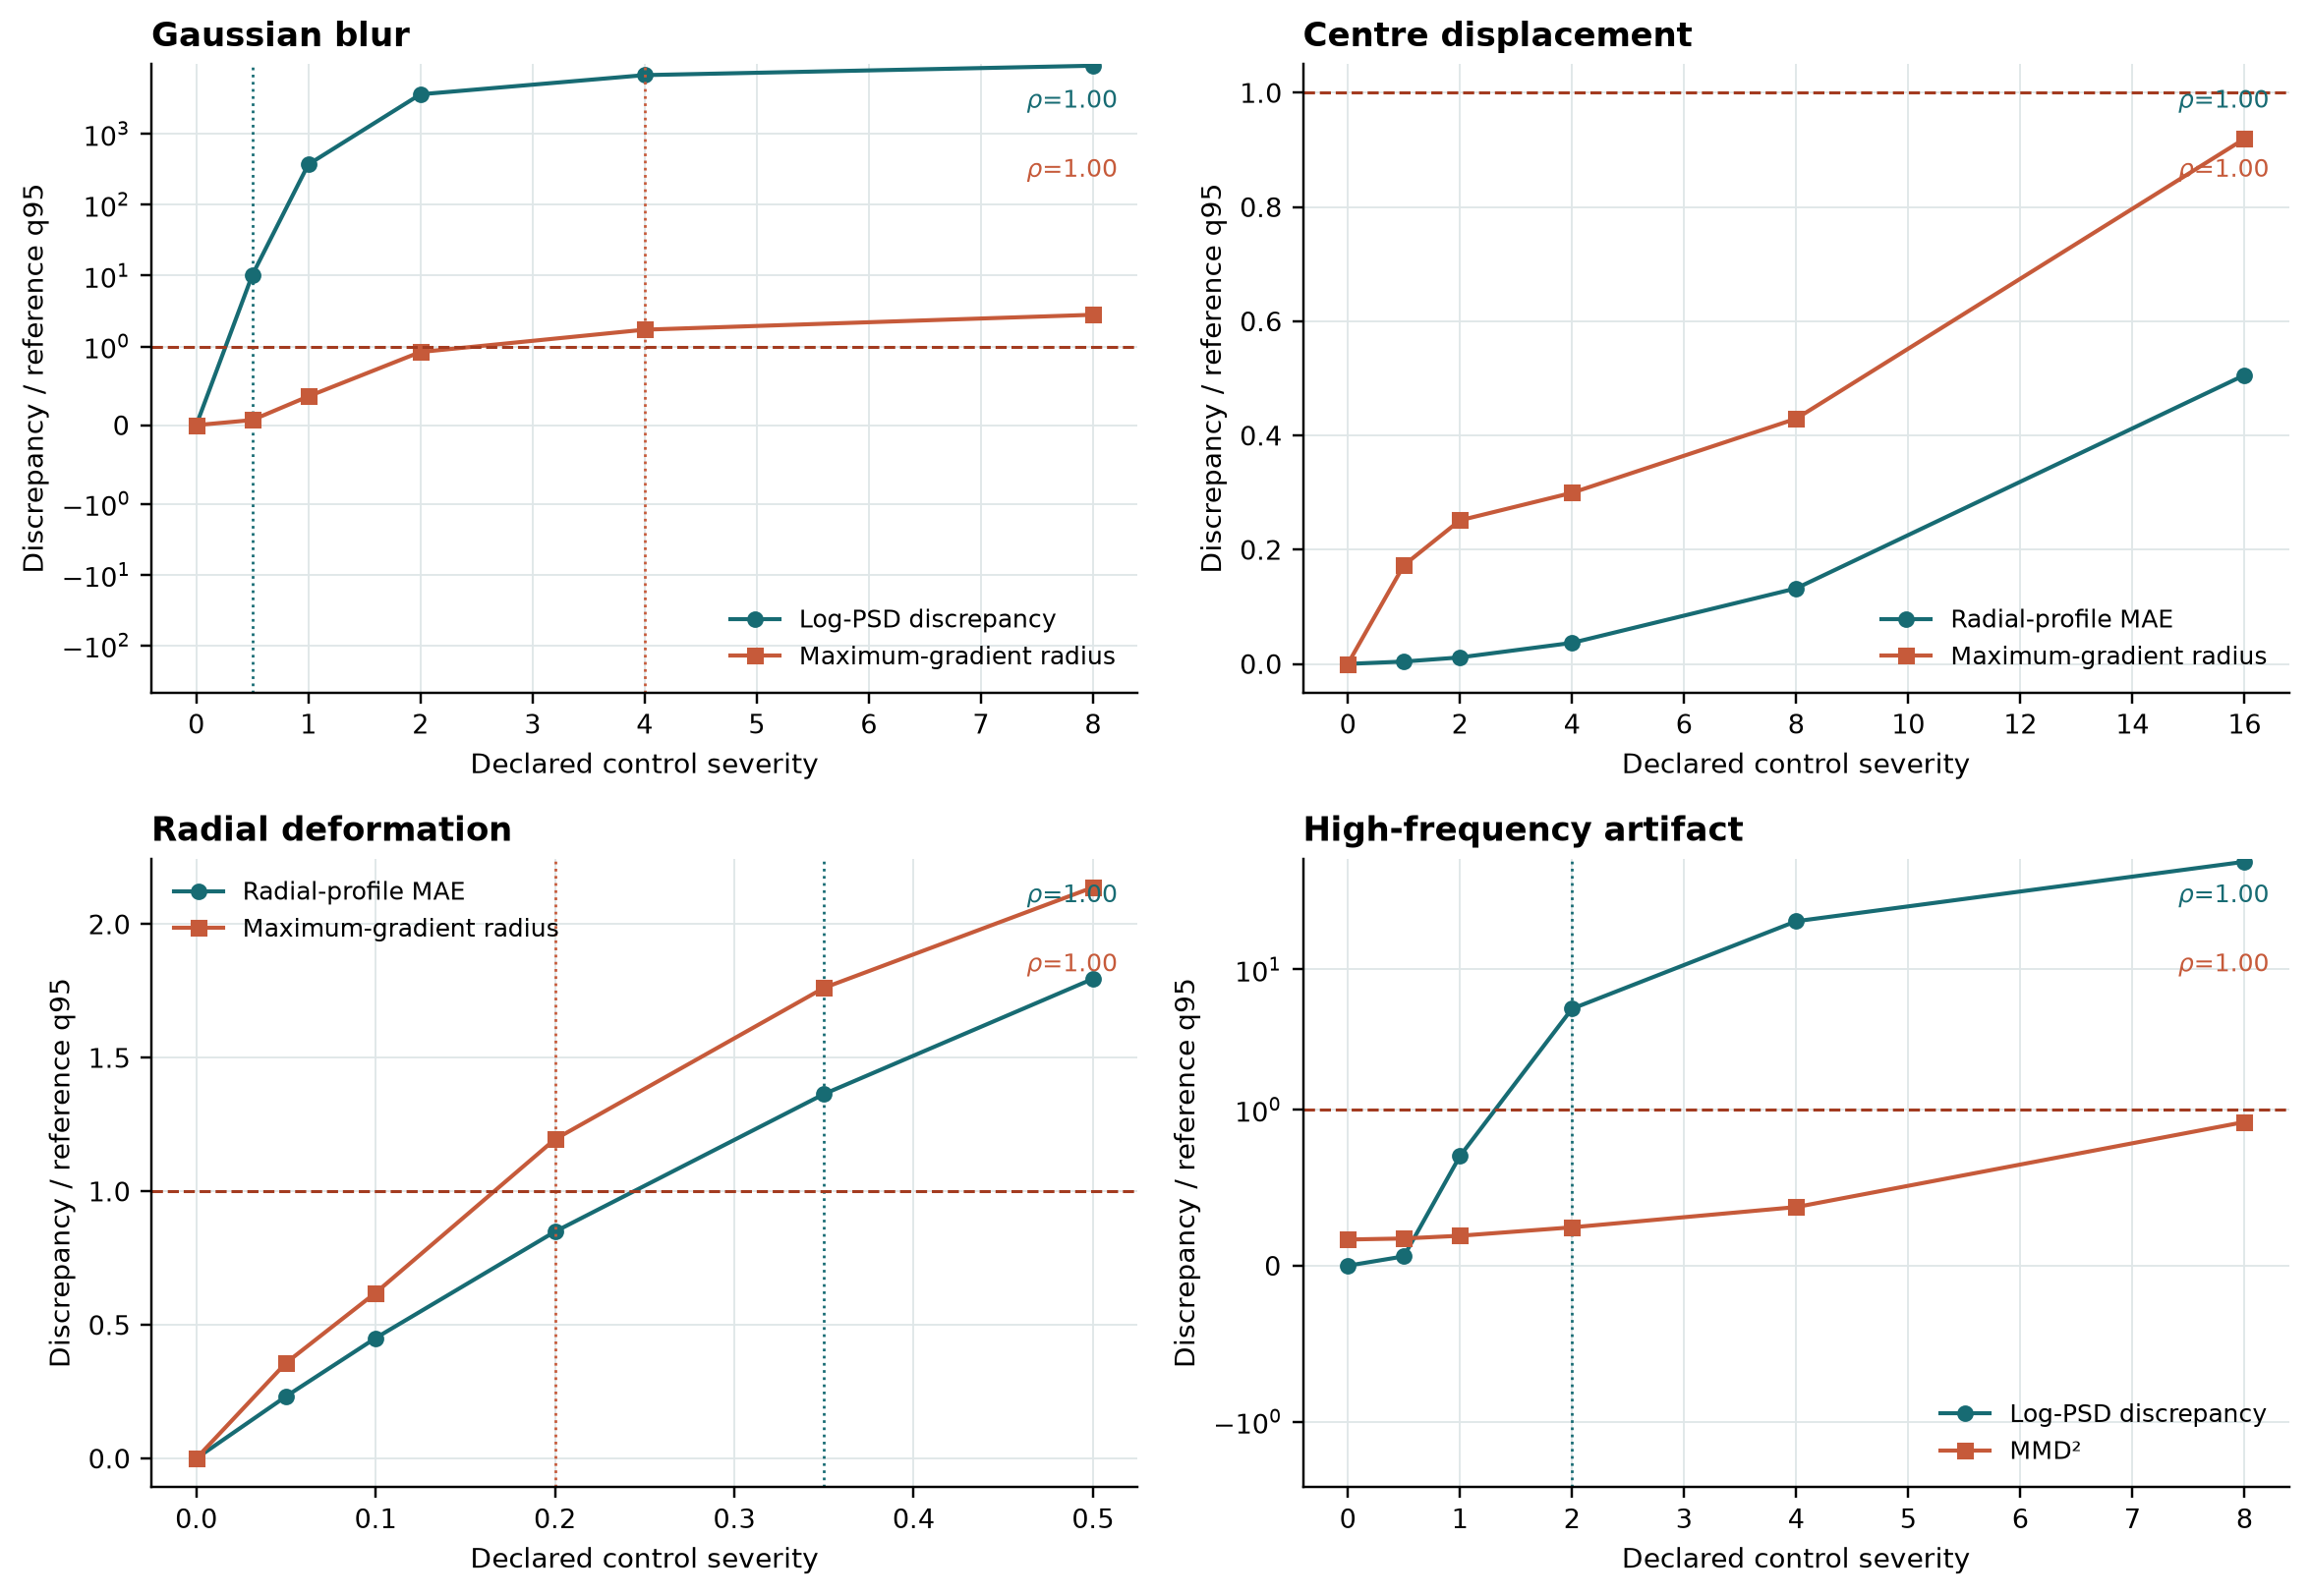 Gaussian blur
10³
10²
10¹
10⁰
0
−10⁰
−10¹
−10²
Discrepancy / reference q95
ρ=1.00
ρ=1.00
Log-PSD discrepancy
Maximum-gradient radius
0 1 2 3 4 5 6 7 8
Declared control severity
Centre displacement
1.0
0.8
0.6
0.4
0.2
0.0
Discrepancy / reference q95
ρ=1.00
ρ=1.00
Radial-profile MAE
Maximum-gradient radius
0 2 4 6 8 10 12 14 16
Declared control severity
Radial deformation
2.0
1.5
1.0
0.5
0.0
Discrepancy / reference q95
Radial-profile MAE
Maximum-gradient radius
ρ=1.00
ρ=1.00
0.0 0.1 0.2 0.3 0.4 0.5
Declared control severity
High-frequency artifact
10¹
10⁰
0
−10⁰
Discrepancy / reference q95
ρ=1.00
ρ=1.00
Log-PSD discrepancy
MMD²
0 1 2 3 4 5 6 7 8
Declared control severity